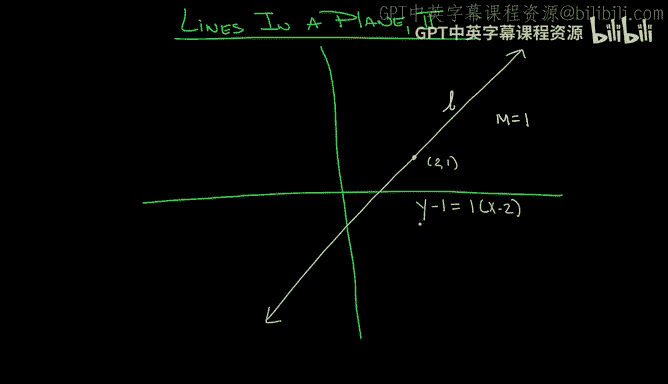 GPT中英字幕课程资源@bilibili.com
LINES IN A PLANE, II
GPT中英字幕课程资源 bilibili
l
M=1
(2,1)
y-1=1(x-2)